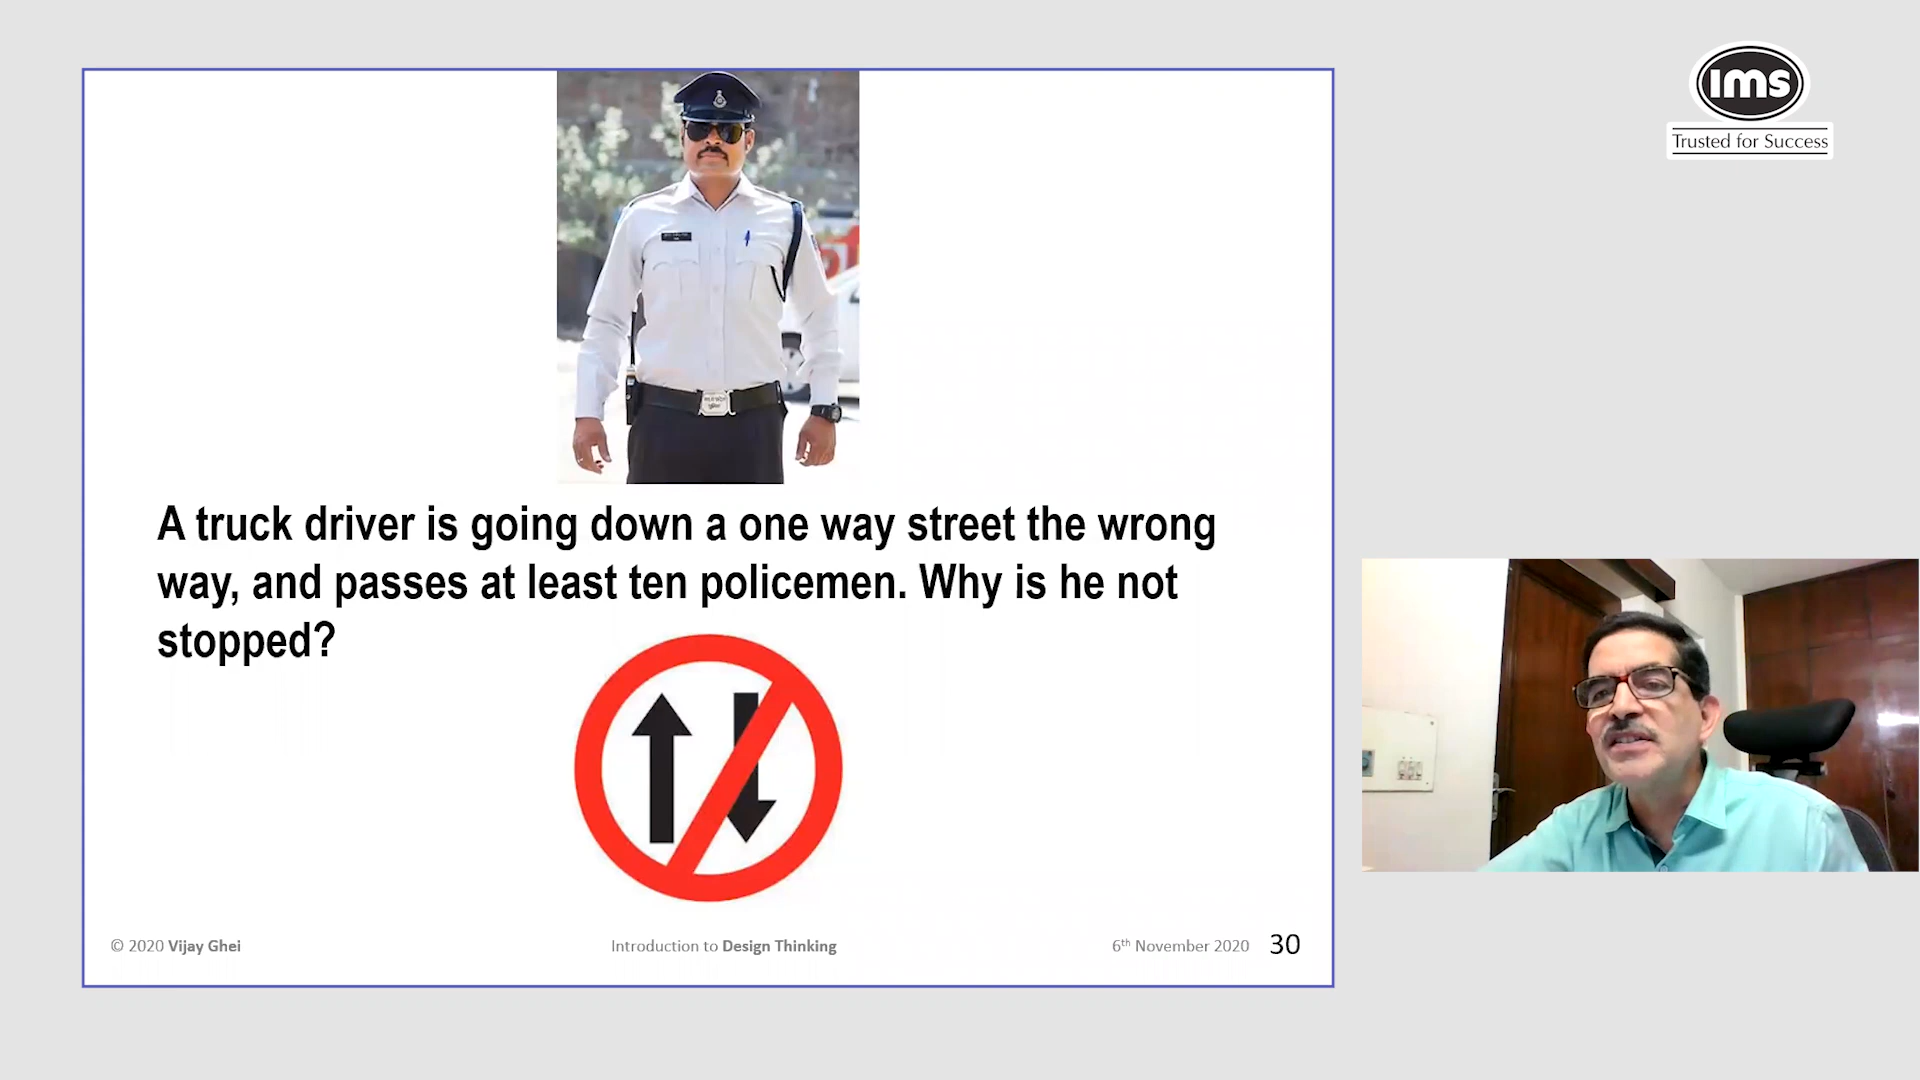 ims
Trusted for Success
A truck driver is going down a one way street the wrong
way, and passes at least ten policemen. Why is he not
stopped?
© 2020 Vijay Ghei
Introduction to Design Thinking
6th November 2020
30